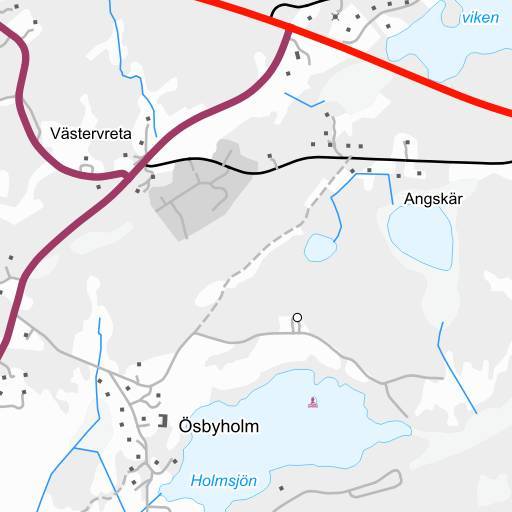 viken
Västervreta
Angskär
Ösbyholm
Holmsjön